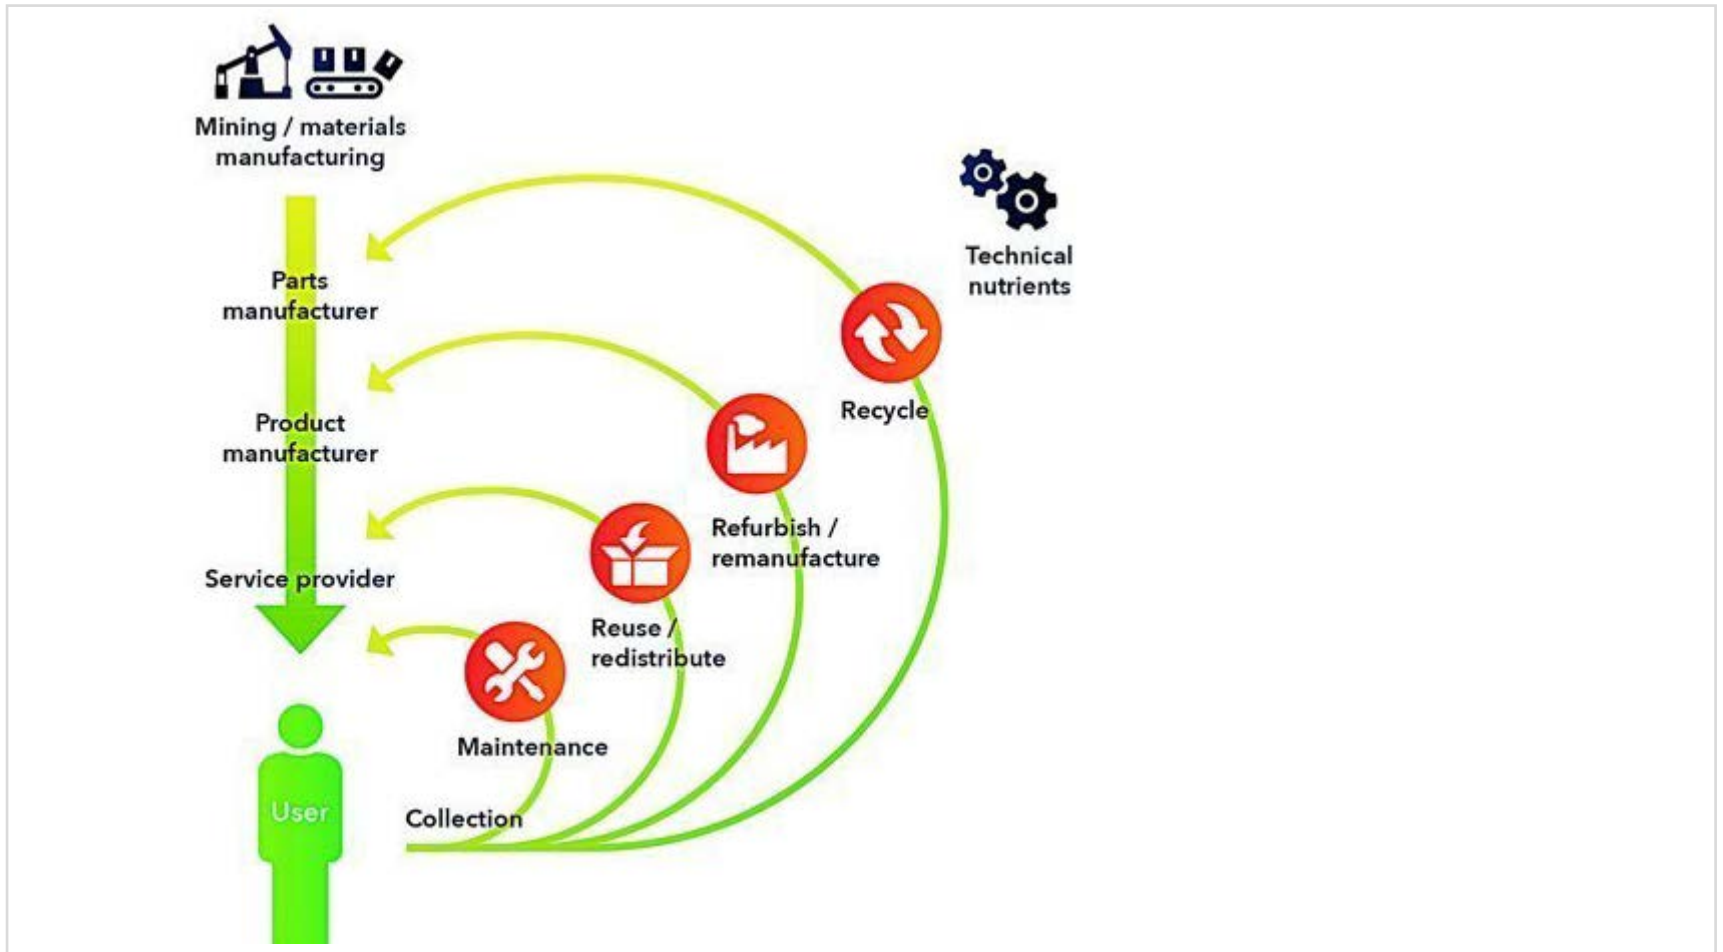 Mining / materials
manufacturing
Technical
nutrients
Parts
manufacturer
Recycle
Product
manufacturer
Refurbish /
remanufacture
Service provider
Reuse /
redistribute
Maintenance
User
Collection